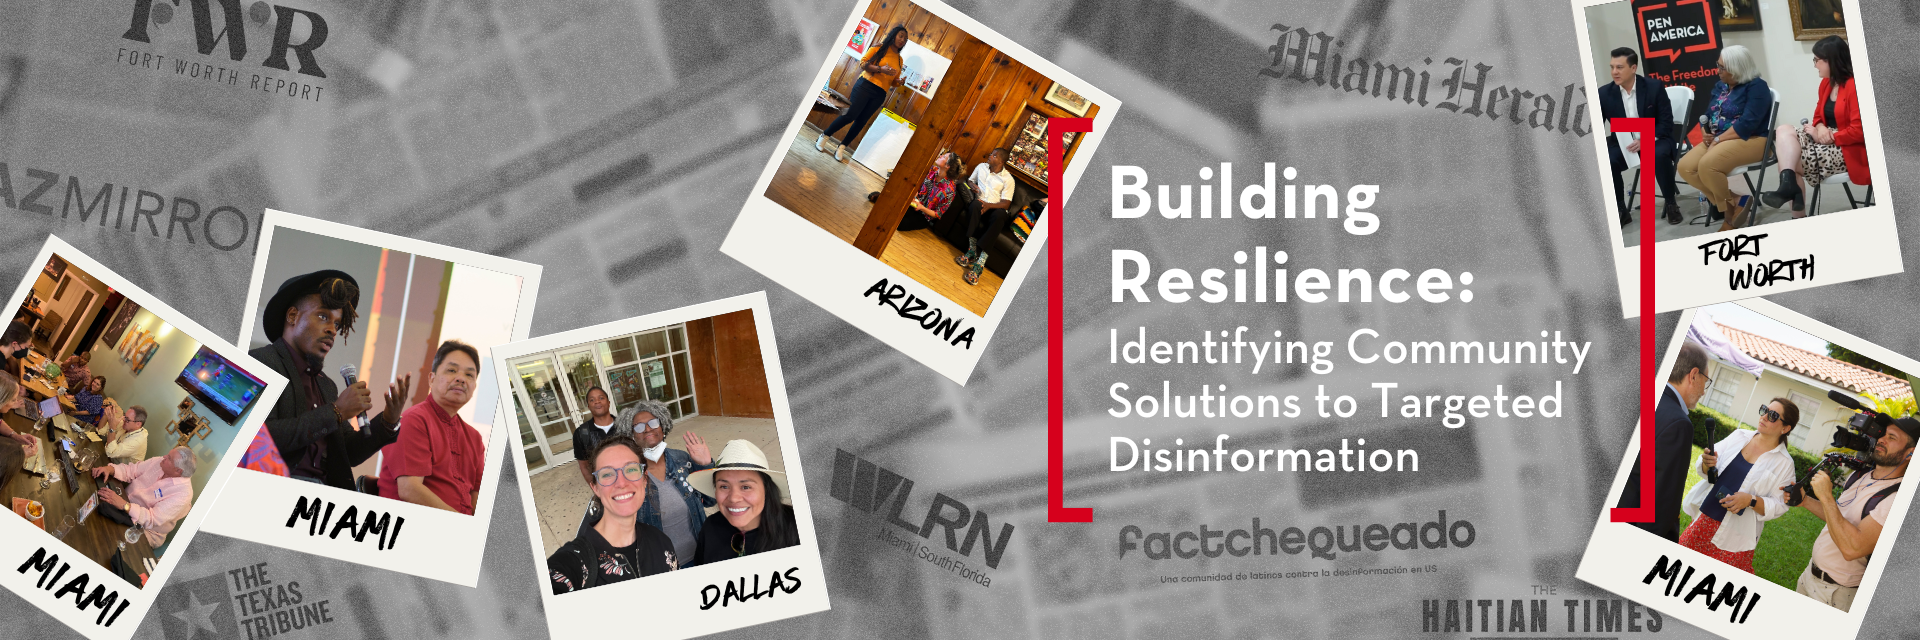 FWR
FORT WORTH REPORT
AZMIRROR
MIAMI
MIAMI
THE
TEXAS
TRIBUNE
DALLAS
ARIZONA
WLRN
Miami | South Florida
Miami Herald
Building
Resilience:
Identifying Community
Solutions to Targeted
Disinformation
factchequeado
Una comunidad de latinos contra la desinformación en US
THE
HAITIAN TIMES
PEN
AMERICA
The Freedom
FORT
WORTH
MIAMI